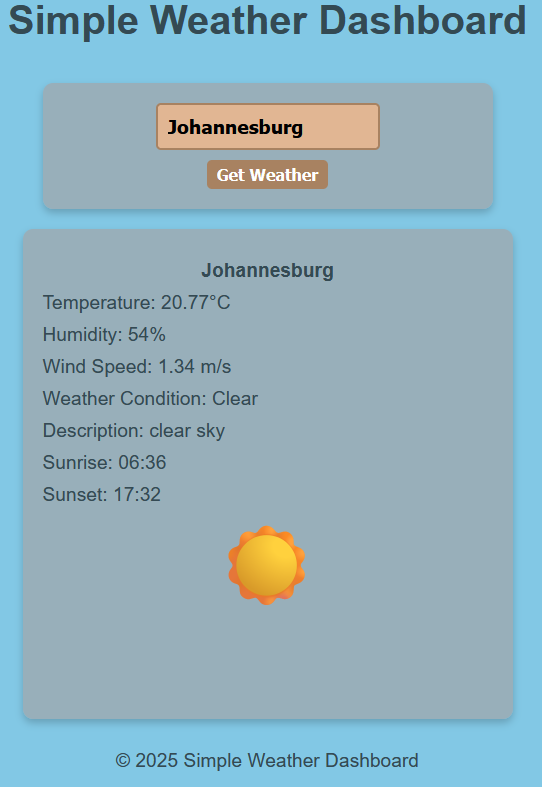 Simple Weather Dashboard
Johannesburg
Get Weather
Johannesburg
Temperature: 20.77°C
Humidity: 54%
Wind Speed: 1.34 m/s
Weather Condition: Clear
Description: clear sky
Sunrise: 06:36
Sunset: 17:32
© 2025 Simple Weather Dashboard